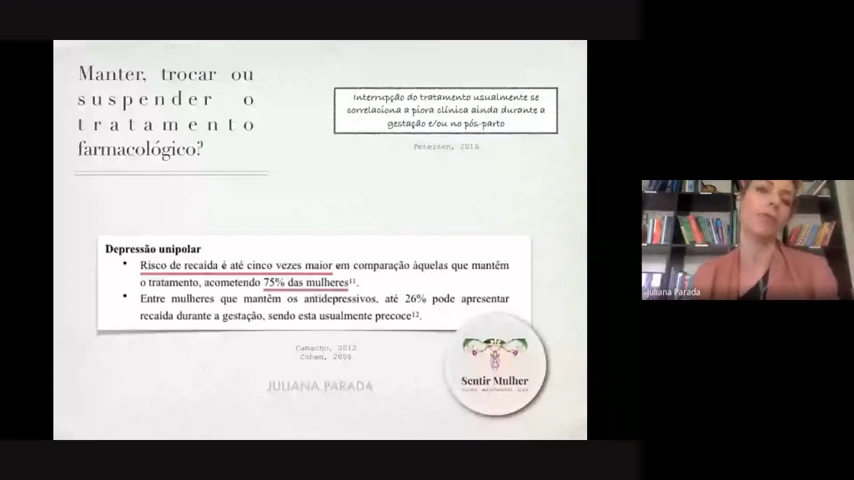 Manter, trocar ou
suspender o
tratamento
farmacológico?
Interrupção do tratamento usualmente se
correlaciona a piora clínica ainda durante a
gestação e/ou no pós-parto
Petersen, 2016
Depressão unipolar
• Risco de recaída é até cinco vezes maior em comparação àquelas que mantêm
o tratamento, acometendo 75% das mulheres¹¹.
• Entre mulheres que mantêm os antidepressivos, até 26% pode apresentar
recaída durante a gestação, sendo esta usualmente precoce¹².
Camacho, 2012
Cohen, 2006
JULIANA PARADA
Sentir Mulher
Juliana Parada